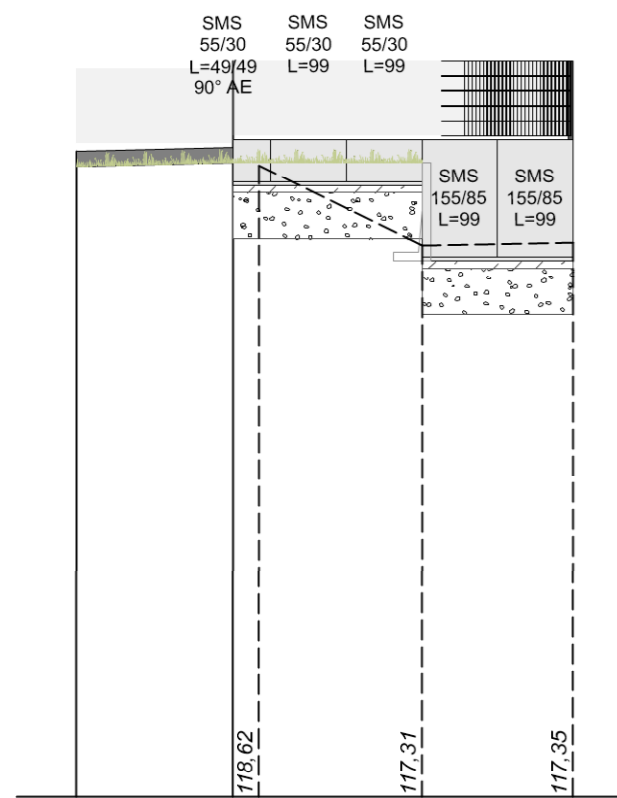 SMS
55/30
L=49/49
90° AE
SMS
55/30
L=99
SMS
55/30
L=99
SMS
155/85
L=99
SMS
155/85
L=99
118,62
117,31
117,35